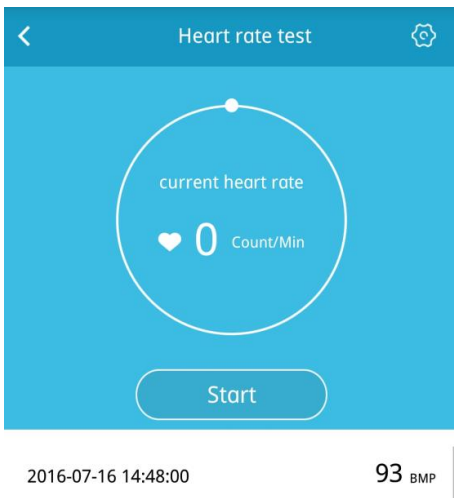 Heart rate test
current heart rate
0 Count/Min
Start
2016-07-16 14:48:00 93 BMP